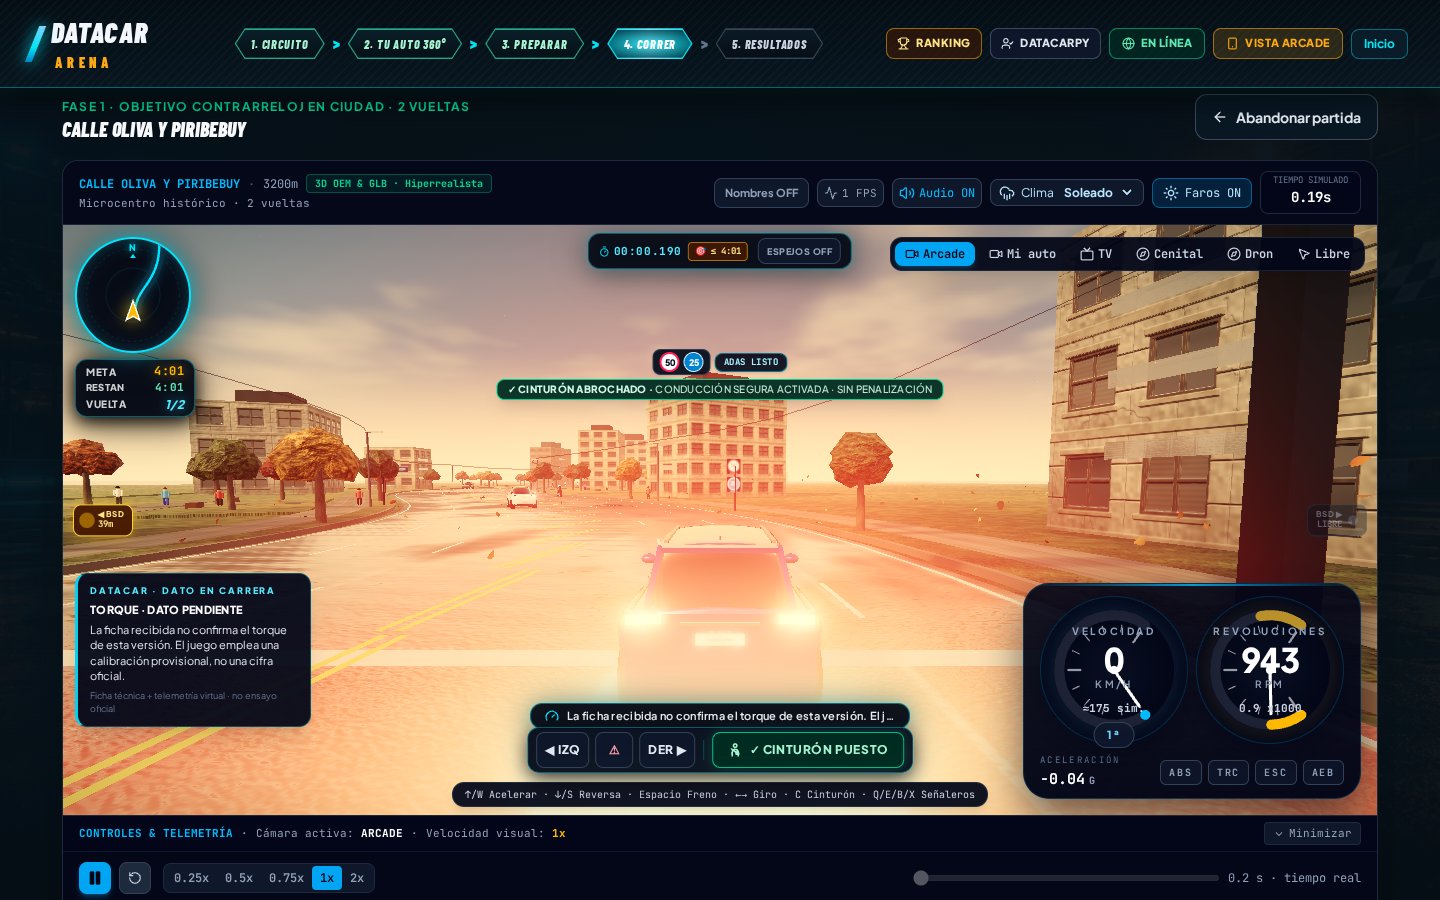 DATACAR
ARENA
1. CIRCUITO > 2. TU AUTO 360° > 3. PREPARAR > 4. CORRER > 5. RESULTADOS
RANKING
DATACARPY
EN LÍNEA
VISTA ARCADE
Inicio
FASE 1 · OBJETIVO CONTRARRELOJ EN CIUDAD · 2 VUELTAS
CALLE OLIVA Y PIRIBEBUY
← Abandonar partida
CALLE OLIVA Y PIRIBEBUY · 3200m 3D OEM & GLB · Hiperrealista
Microcentro histórico · 2 vueltas
Nombres OFF
1 FPS
Audio ON
Clima Soleado
Faros ON
TIEMPO SIMULADO
0.19s
N
00:00.190
≤ 4:01
ESPEJOS OFF
Arcade
Mi auto
TV
Cenital
Dron
Libre
META 4:01
RESTAN 4:01
VUELTA 1/2
50 25 ADAS LISTO
✓ CINTURÓN ABROCHADO · CONDUCCIÓN SEGURA ACTIVADA · SIN PENALIZACIÓN
◀ BSD
39m
BSD ▶
LIBRE
DATACAR · DATO EN CARRERA
TORQUE · DATO PENDIENTE
La ficha recibida no confirma el torque
de esta versión. El juego emplea una
calibración provisional, no una cifra
oficial.
Ficha técnica + telemetría virtual · no ensayo
oficial
La ficha recibida no confirma el torque de esta versión. El j...
◀ IZQ
⚠
DER ▶
✓ CINTURÓN PUESTO
↑/W Acelerar · ↓/S Reversa · Espacio Freno · ←→ Giro · C Cinturón · Q/E/B/X Señaleros
VELOCIDAD
0
KM/H
≈175 sim.
1ª
REVOLUCIONES
943
RPM
0.9 x1000
ACELERACIÓN
-0.04 G
ABS
TRC
ESC
AEB
CONTROLES & TELEMETRÍA · Cámara activa: ARCADE · Velocidad visual: 1x
Minimizar
0.25x 0.5x 0.75x 1x 2x
0.2 s · tiempo real